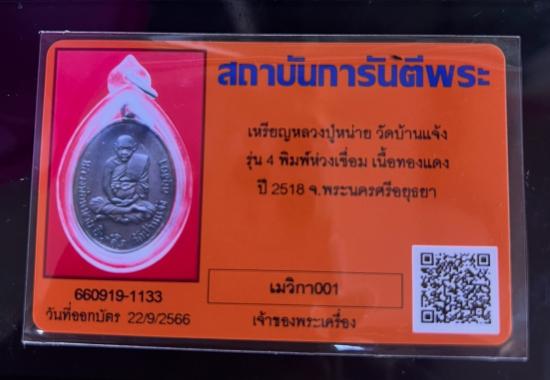 สถาบันการันตีพระ
เหรียญหลวงปู่หน่าย วัดบ้านแจ้ง
รุ่น 4 พิมพ์ห่วงเชื่อม เนื้อทองแดง
ปี 2518 จ.พระนครศรีอยุธยา
660919-1133
วันที่ออกบัตร 22/9/2566
เมวิกา001
เจ้าของพระเครื่อง